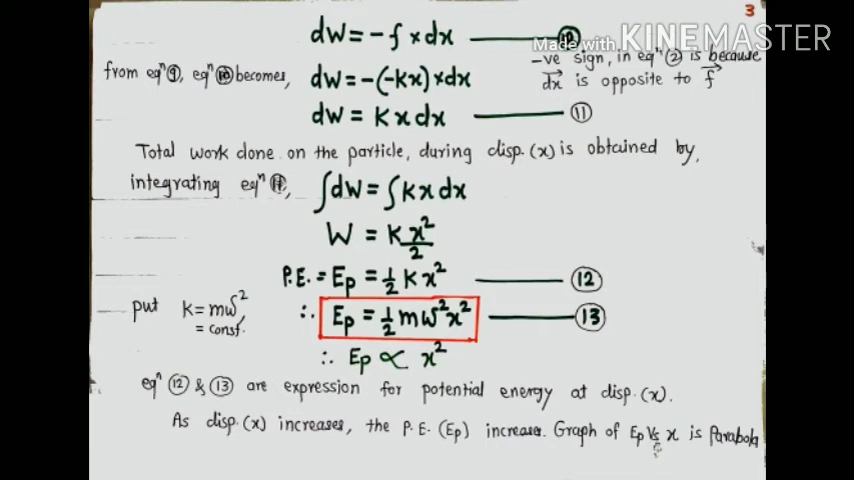 3
Made with KINEMASTER
dW = -f × dx ——— 10
-ve sign, in eqⁿ ② is because
from eqⁿ ⑨, eqⁿ ⑩ becomes, dW = -(-Kx) × dx
dx⃗ is opposite to f⃗
dW = K x dx ——— ⑪
Total work done on the particle, during disp.(x) is obtained by,
integrating eqⁿ 11,
∫dW = ∫Kx dx
W = K x²/2
P.E. = Ep = ½ K x² ——— ⑫
put K = mω²
= const.
∴ Ep = ½ mω²x² ——— ⑬
∴ Ep ∝ x²
eqⁿ ⑫ & ⑬ are expression for potential energy at disp.(x).
As disp.(x) increases, the P.E. (Ep) increases. Graph of Ep Vs x is Parabola